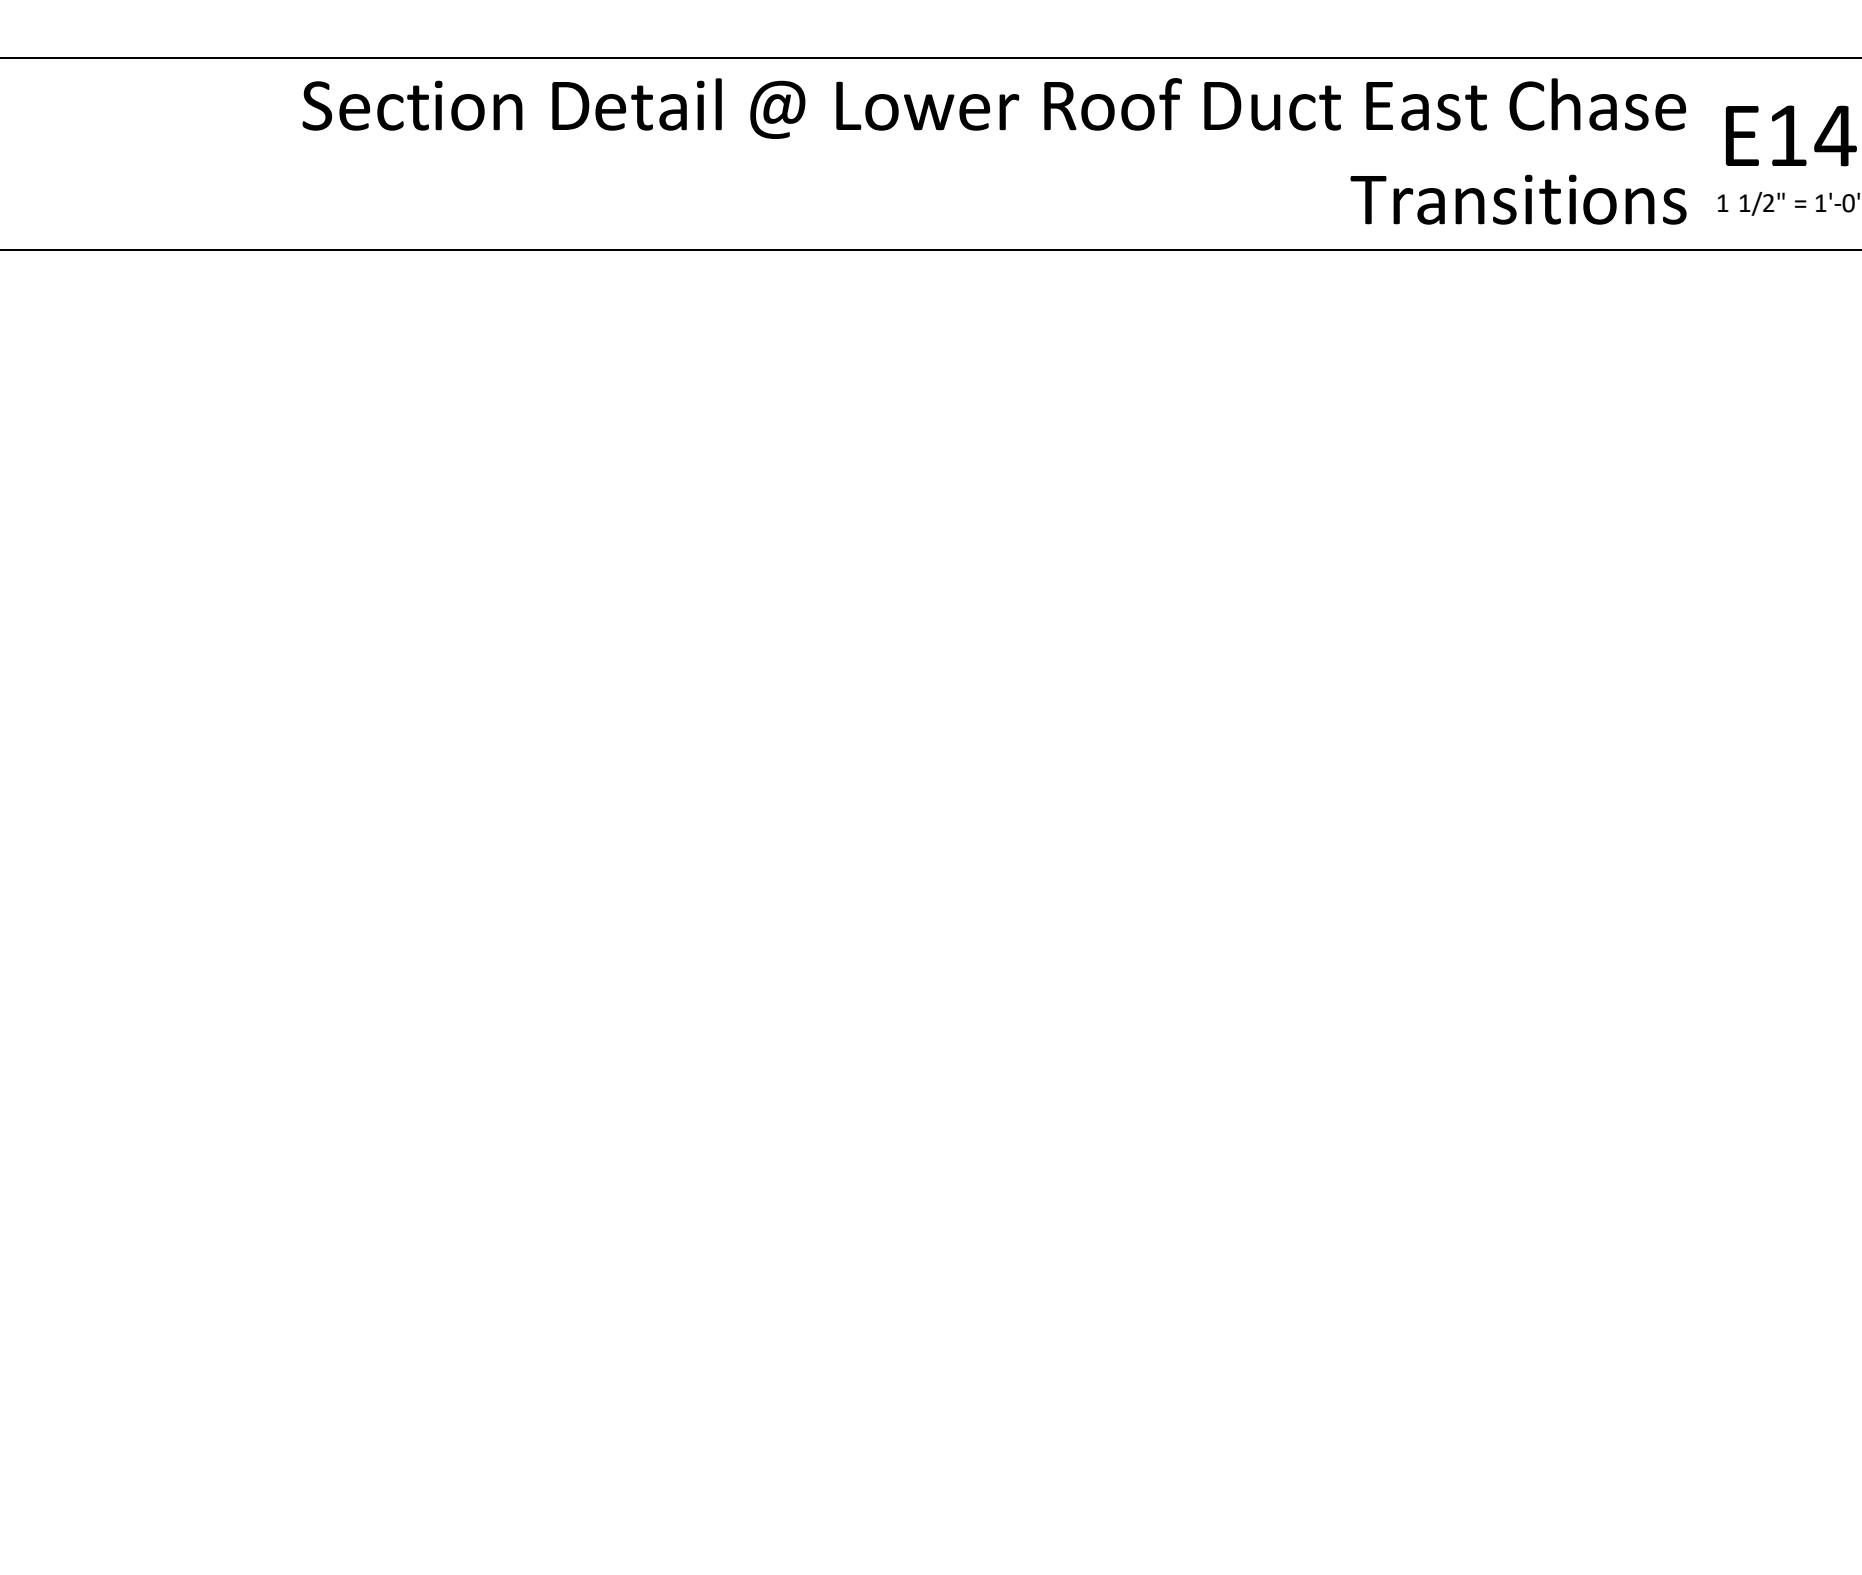 Section Detail @ Lower Roof Duct East Chase
Transitions
E14
1 1/2" = 1'-0'